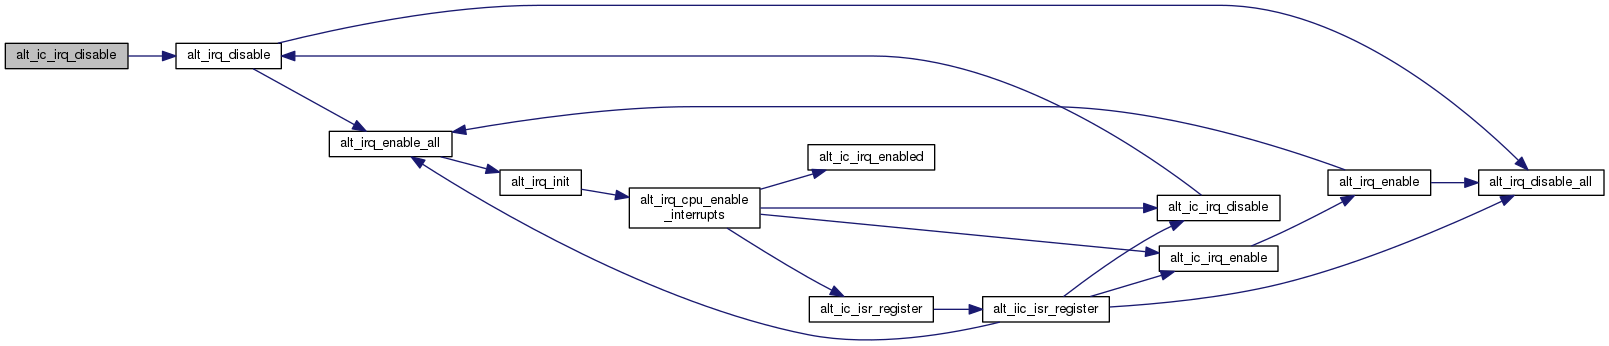 alt_ic_irq_disable
alt_irq_disable
alt_irq_enable_all
alt_irq_init
alt_irq_cpu_enable
_interrupts
alt_ic_irq_enabled
alt_ic_irq_disable
alt_ic_irq_enable
alt_ic_isr_register
alt_iic_isr_register
alt_irq_enable
alt_irq_disable_all